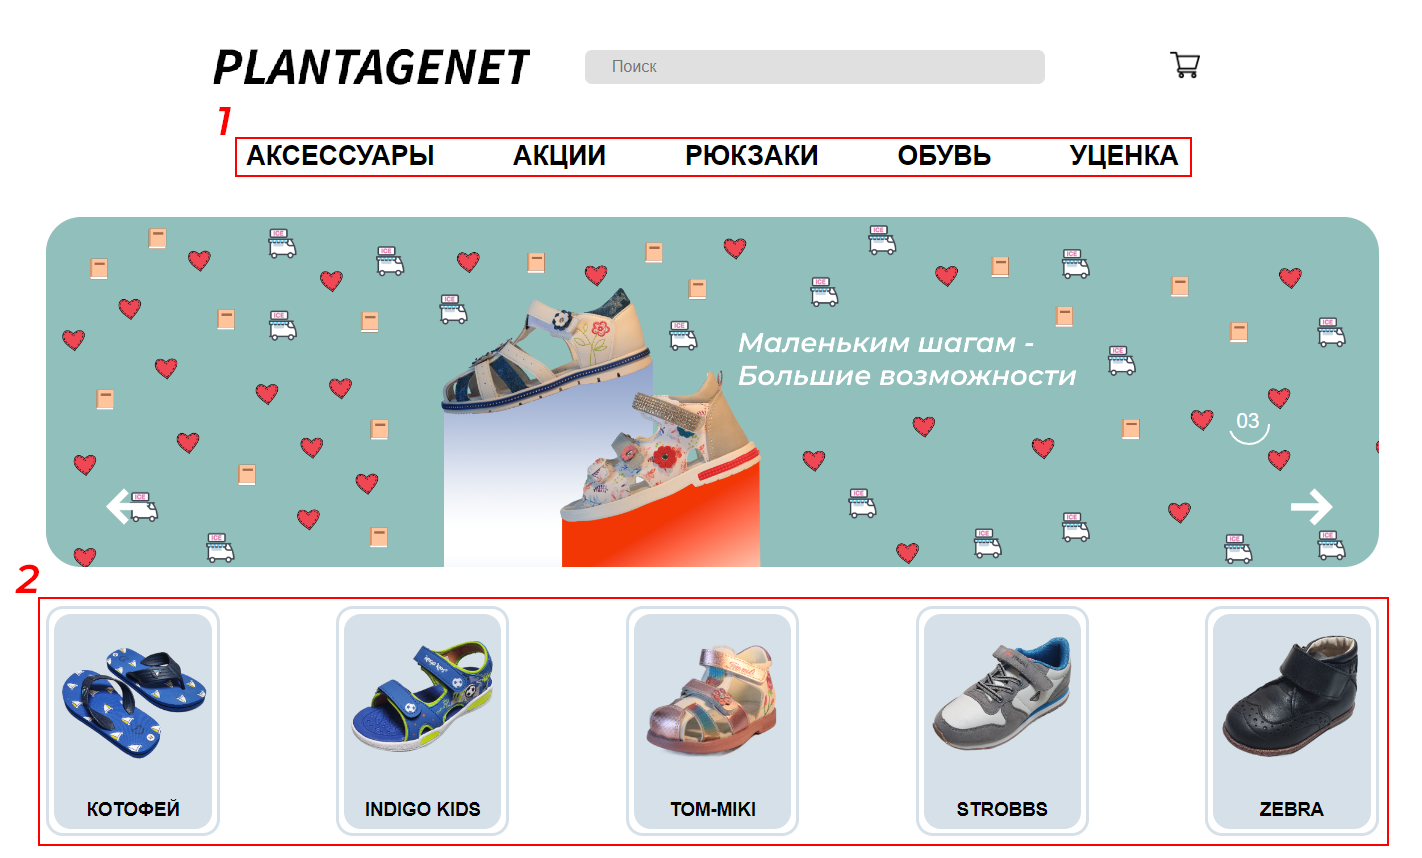 PLANTAGENET
Поиск
1
АКСЕССУАРЫ АКЦИИ РЮКЗАКИ ОБУВЬ УЦЕНКА
Маленьким шагам -
Большие возможности
03
2
КОТОФЕЙ INDIGO KIDS TOM-MIKI STROBBS ZEBRA